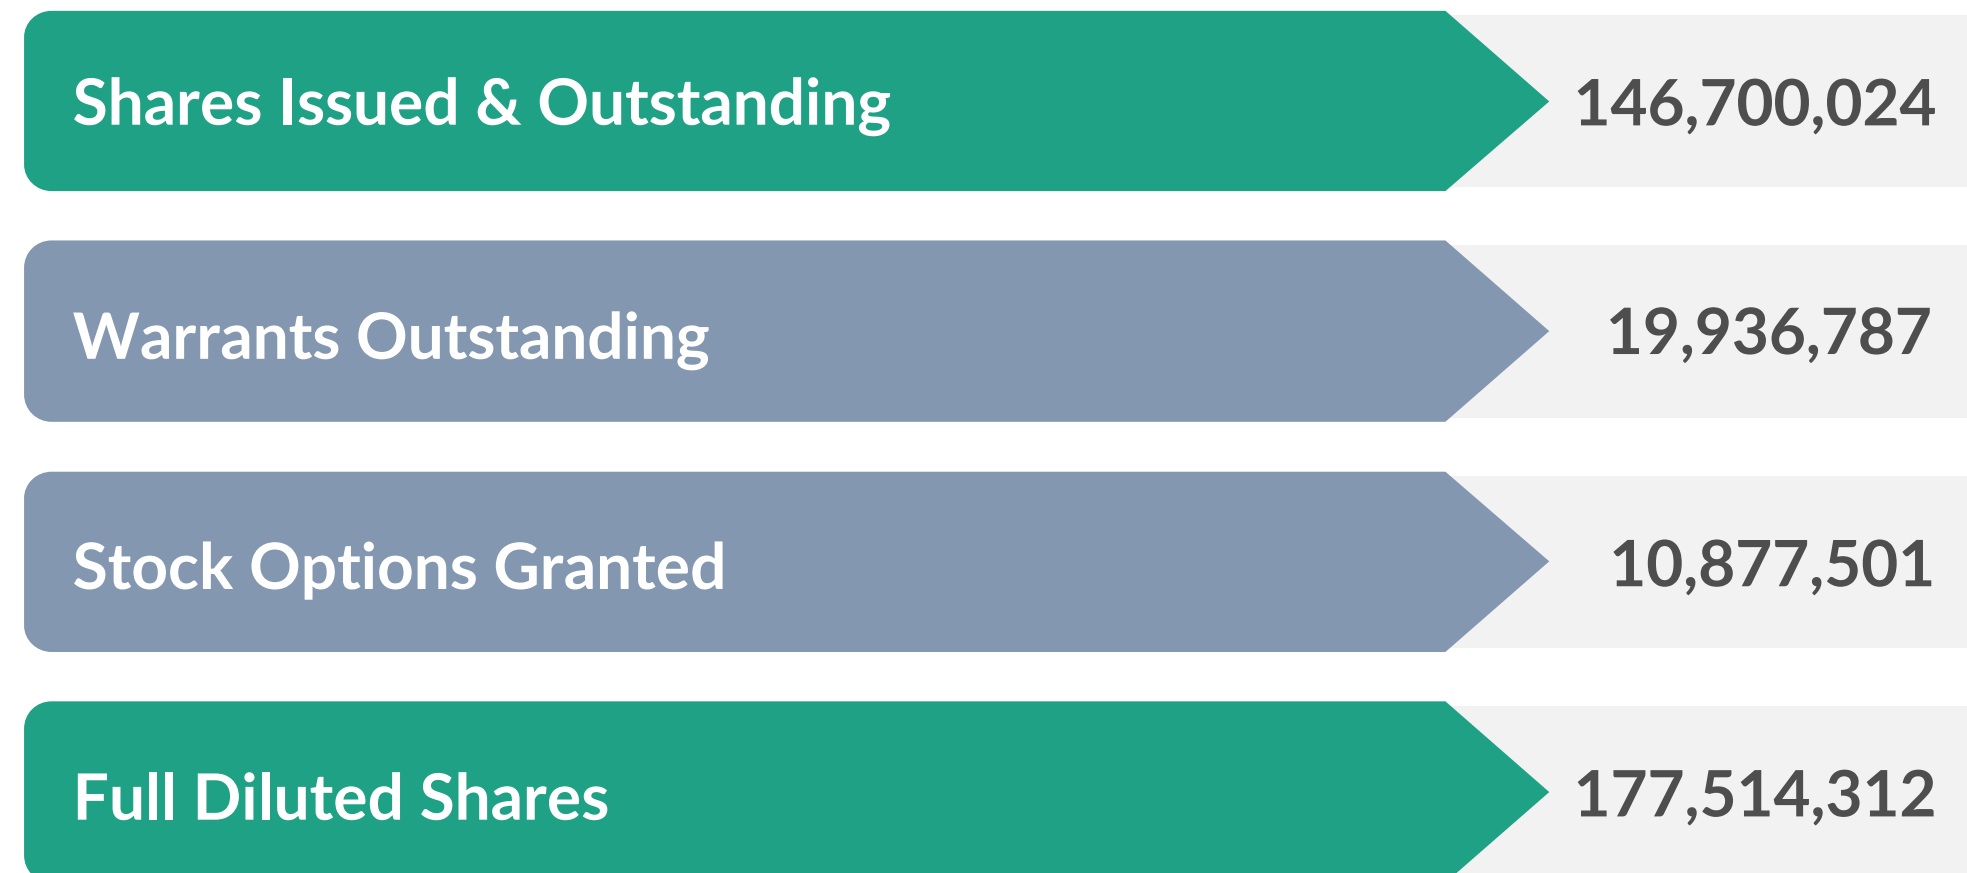 Shares Issued & Outstanding 146,700,024
Warrants Outstanding 19,936,787
Stock Options Granted 10,877,501
Full Diluted Shares 177,514,312